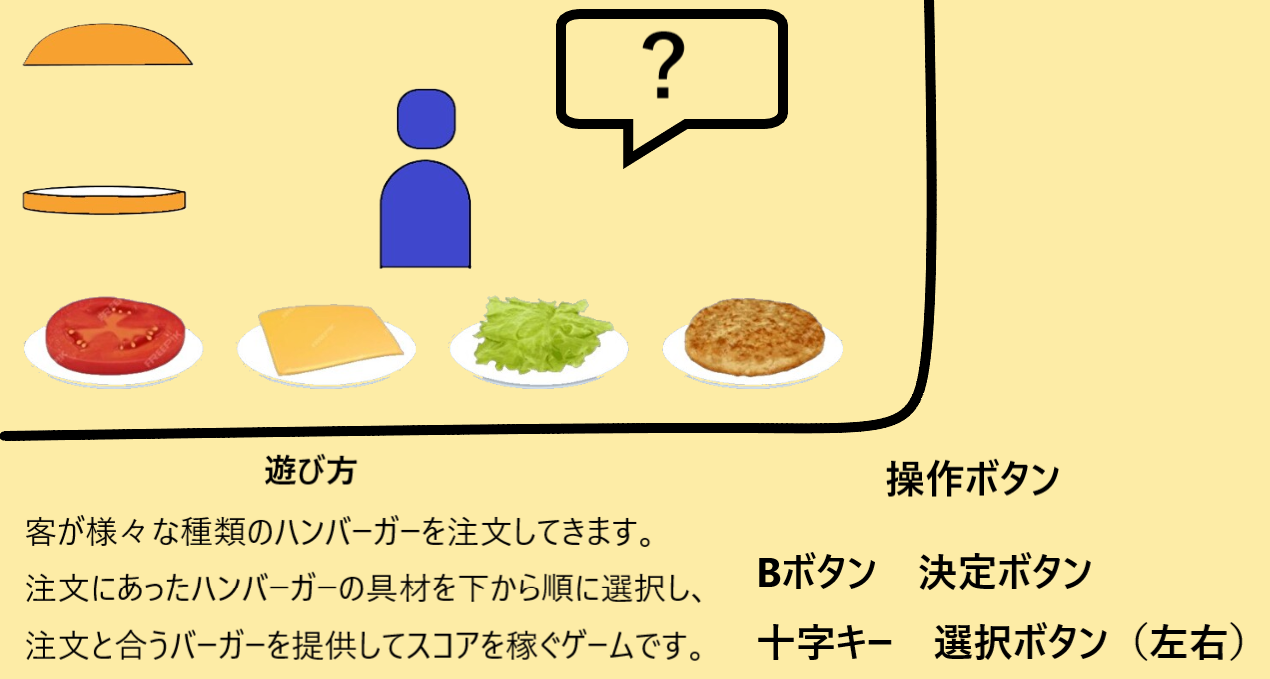 ?
遊び方
客が様々な種類のハンバーガーを注文してきます。
注文にあったハンバーガーの具材を下から順に選択し、
注文と合うバーガーを提供してスコアを稼ぐゲームです。
操作ボタン
Bボタン 決定ボタン
十字キー 選択ボタン（左右）